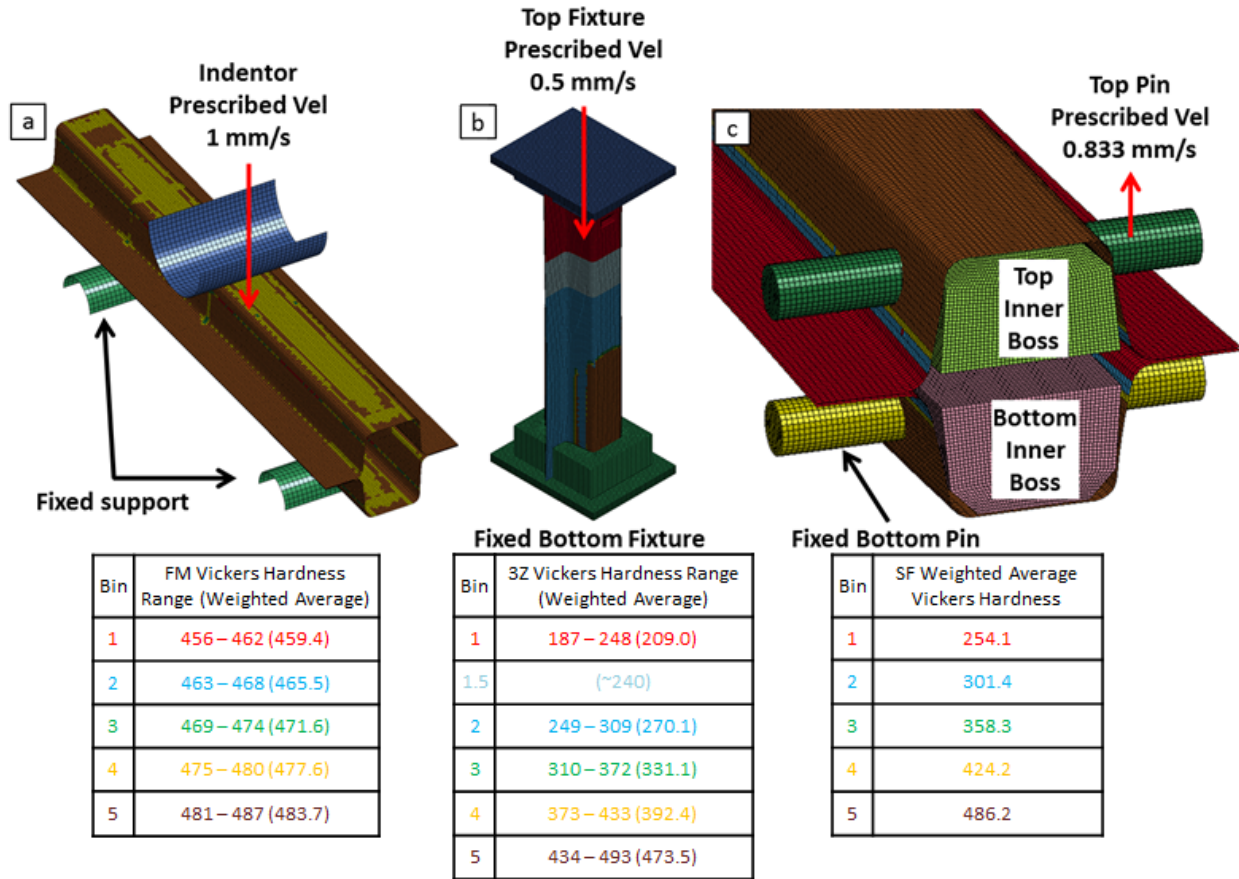 Top Fixture
Prescribed Vel
0.5 mm/s
Indentor
Prescribed Vel
1 mm/s
Top Pin
Prescribed Vel
0.833 mm/s
a
b
c
Top
Inner
Boss
Bottom
Inner
Boss
Fixed support
Fixed Bottom Fixture
Fixed Bottom Pin
Bin FM Vickers Hardness
Range (Weighted Average)
1 456 – 462 (459.4)
2 463 – 468 (465.5)
3 469 – 474 (471.6)
4 475 – 480 (477.6)
5 481 – 487 (483.7)
Bin 3Z Vickers Hardness Range
(Weighted Average)
1 187 – 248 (209.0)
1.5 (~240)
2 249 – 309 (270.1)
3 310 – 372 (331.1)
4 373 – 433 (392.4)
5 434 – 493 (473.5)
Bin SF Weighted Average
Vickers Hardness
1 254.1
2 301.4
3 358.3
4 424.2
5 486.2